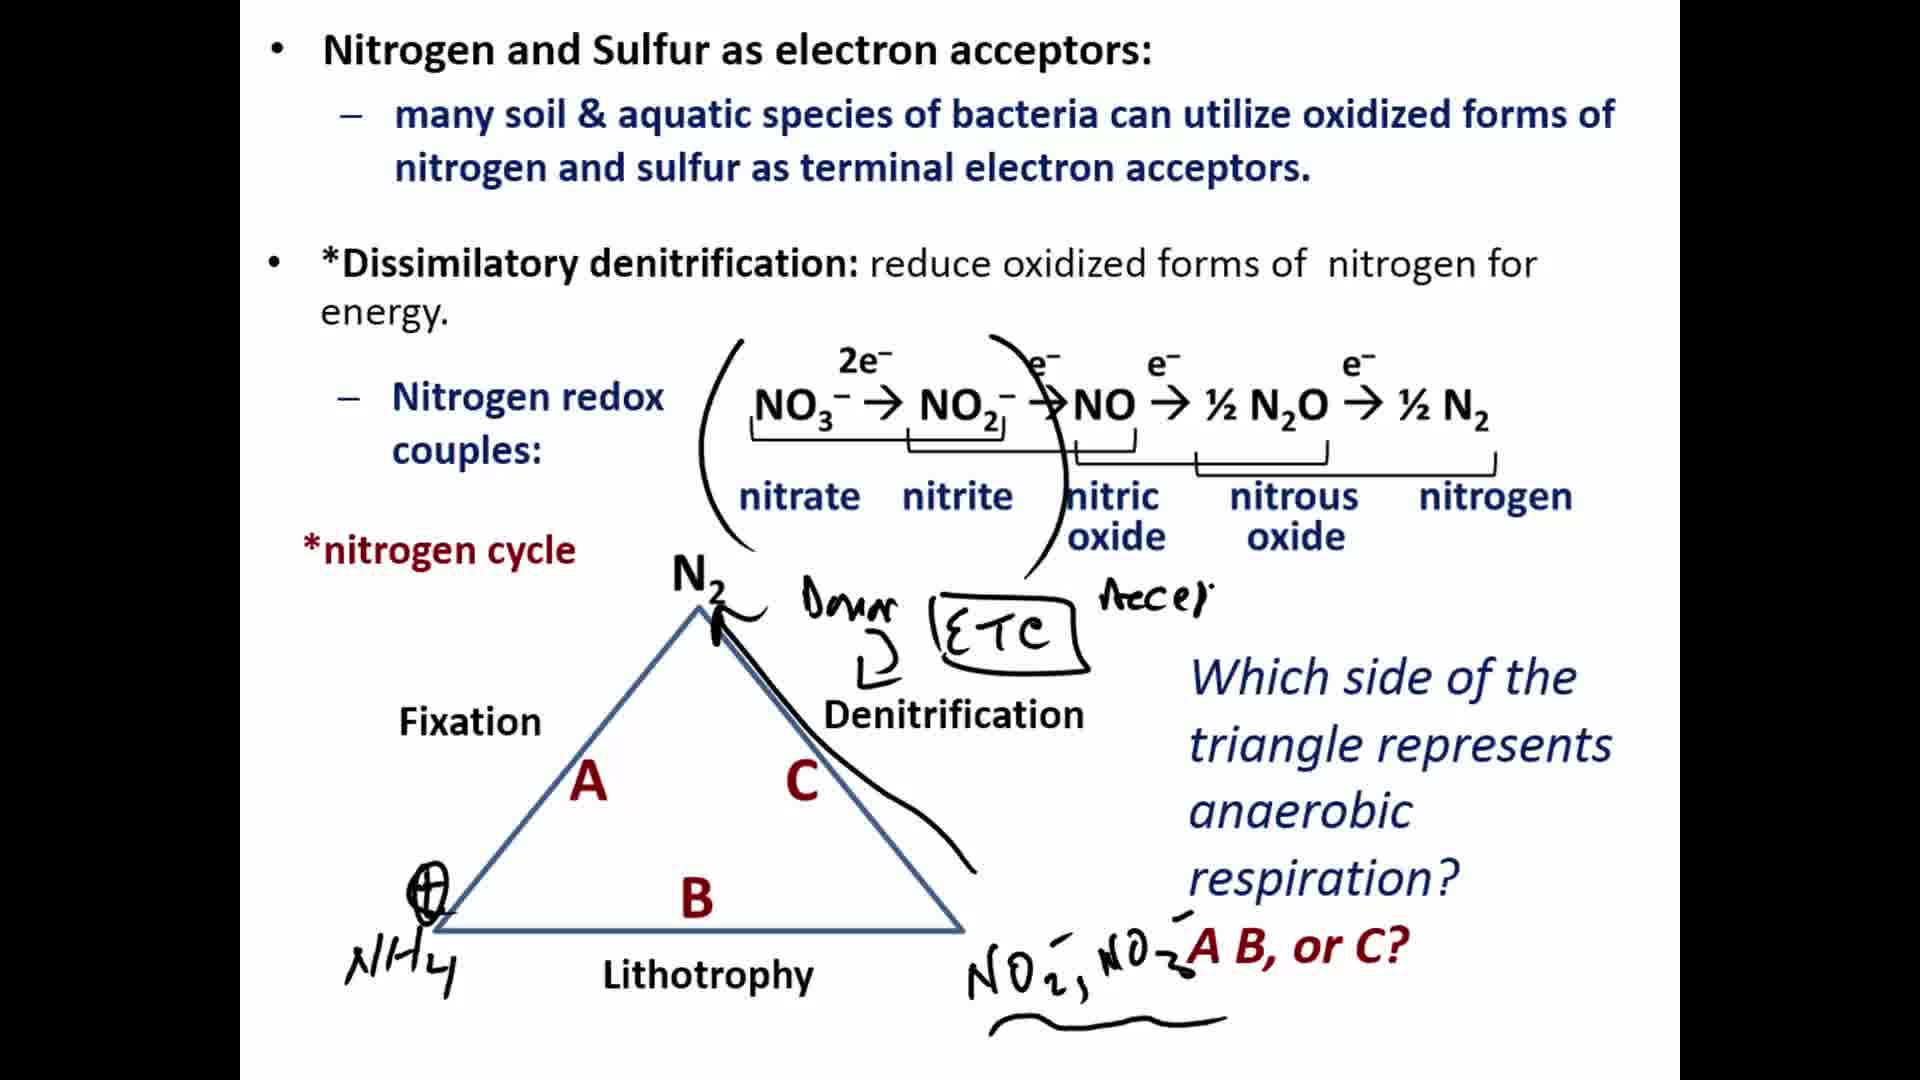 • Nitrogen and Sulfur as electron acceptors:
– many soil & aquatic species of bacteria can utilize oxidized forms of
nitrogen and sulfur as terminal electron acceptors.
• *Dissimilatory denitrification: reduce oxidized forms of nitrogen for
energy.
2e⁻ e⁻ e⁻ e⁻
– Nitrogen redox
couples:
NO₃⁻ → NO₂⁻ → NO → ½ N₂O → ½ N₂
nitrate nitrite nitric oxide nitrous oxide nitrogen
*nitrogen cycle
N₂
Donor ETC Accep
Fixation
Denitrification
A
C
B
NH₄ +
Lithotrophy
NO₂⁻, NO₃⁻
Which side of the
triangle represents
anaerobic
respiration?
A B, or C?